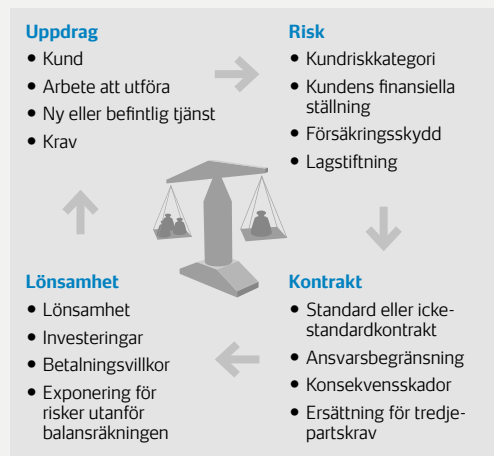 Uppdrag
• Kund
• Arbete att utföra
• Ny eller befintlig tjänst
• Krav
Risk
• Kundriskkategori
• Kundens finansiella
ställning
• Försäkringsskydd
• Lagstiftning
Lönsamhet
• Lönsamhet
• Investeringar
• Betalningsvillkor
• Exponering för
risker utanför
balansräkningen
Kontrakt
• Standard eller icke-
standardkontrakt
• Ansvarsbegränsning
• Konsekvensskador
• Ersättning för tredje-
partskrav